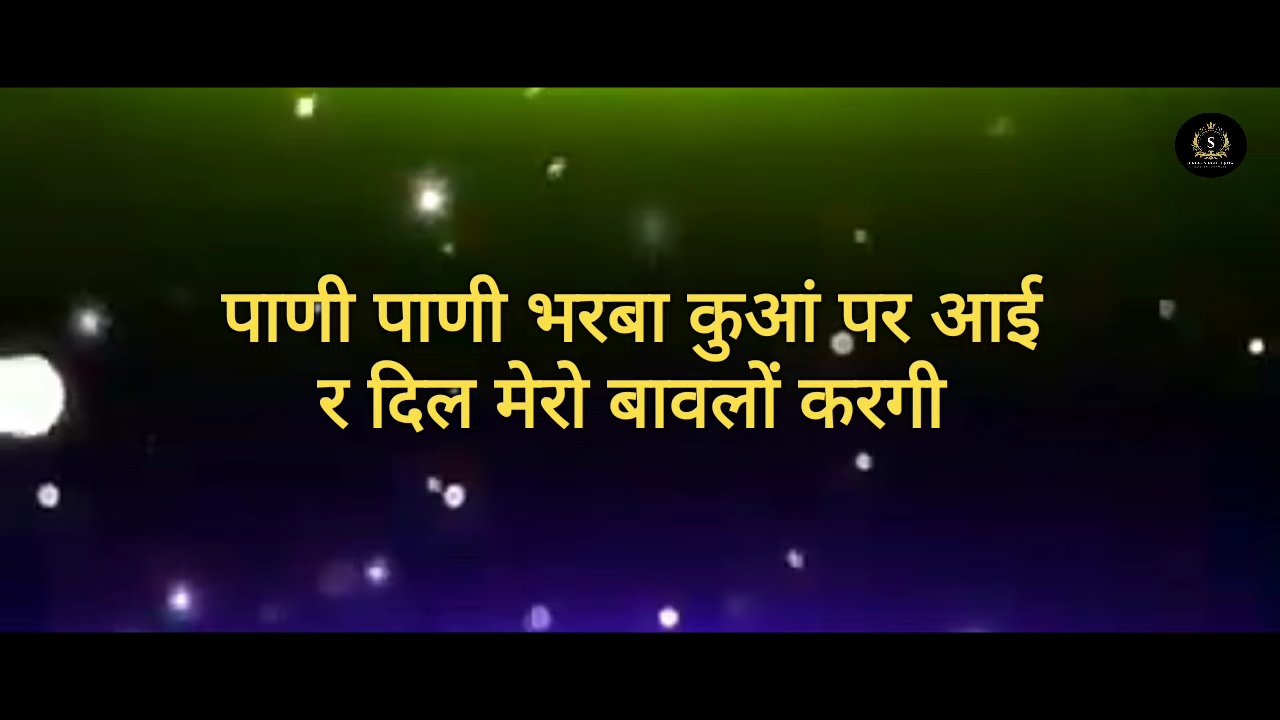 पाणी पाणी भरबा कुआं पर आई
र दिल मेरो बावलों करगी
S